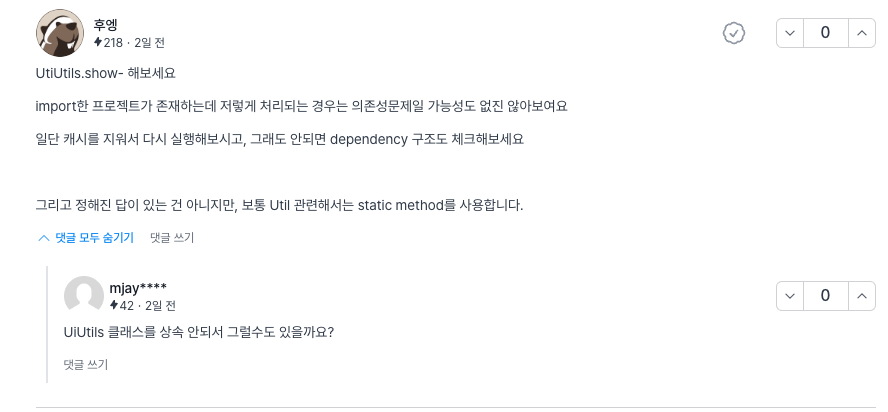 후엥
218 · 2일 전
0
UtiUtils.show- 해보세요
import한 프로젝트가 존재하는데 저렇게 처리되는 경우는 의존성문제일 가능성도 없진 않아보여요
일단 캐시를 지워서 다시 실행해보시고, 그래도 안되면 dependency 구조도 체크해보세요
그리고 정해진 답이 있는 건 아니지만, 보통 Util 관련해서는 static method를 사용합니다.
댓글 모두 숨기기 댓글 쓰기
mjay****
42 · 2일 전
0
UiUtils 클래스를 상속 안되서 그럴수도 있을까요?
댓글 쓰기